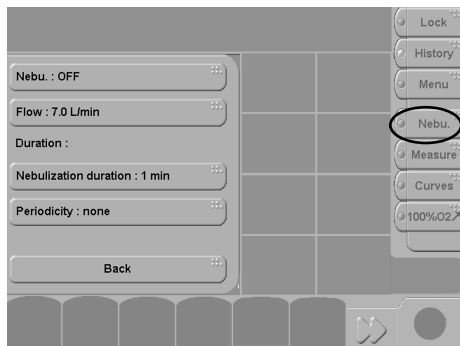 Nebu. : OFF
Flow : 7.0 L/min
Duration :
Nebulization duration : 1 min
Periodicity : none
Back
Lock
History
Menu
Nebu.
Measure
Curves
100%O2